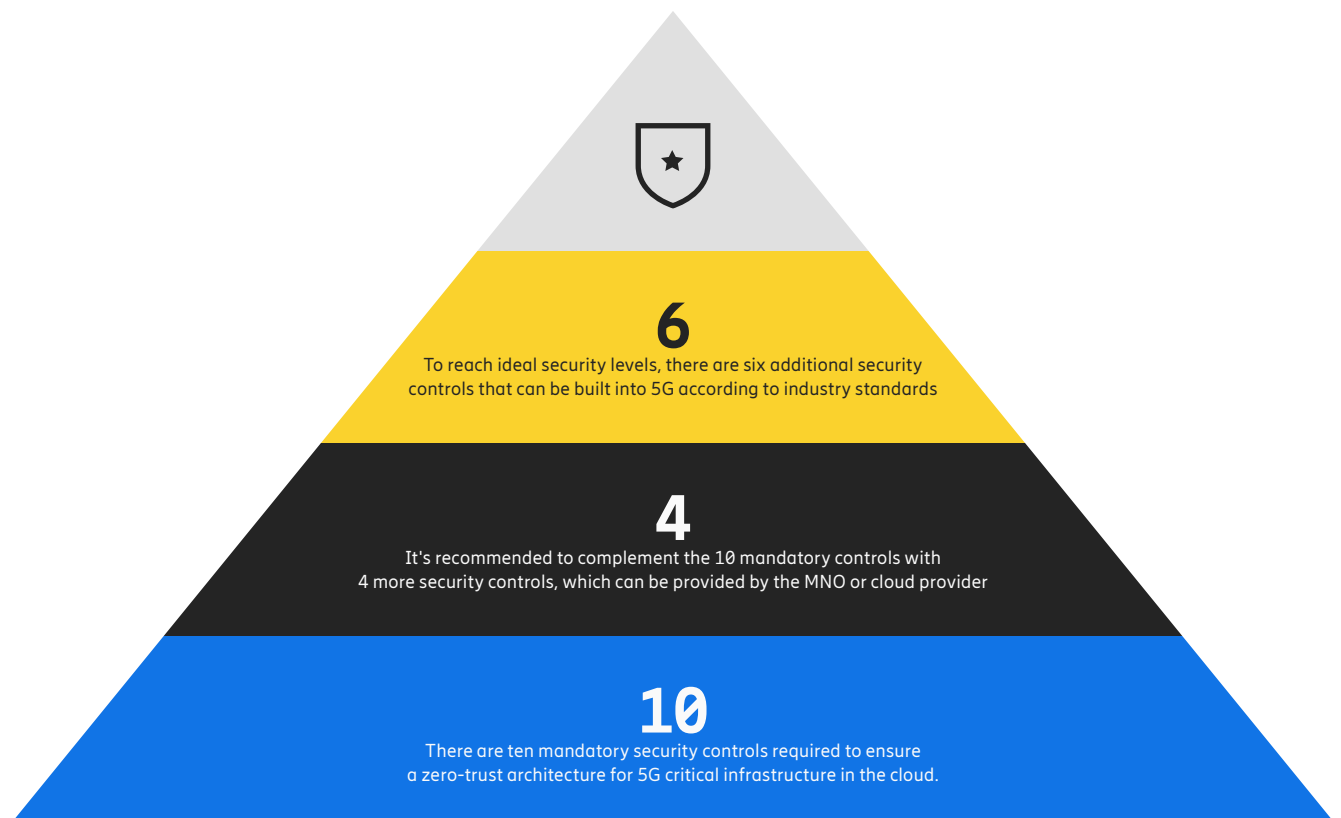 6
To reach ideal security levels, there are six additional security
controls that can be built into 5G according to industry standards
4
It's recommended to complement the 10 mandatory controls with
4 more security controls, which can be provided by the MNO or cloud provider
10
There are ten mandatory security controls required to ensure
a zero-trust architecture for 5G critical infrastructure in the cloud.